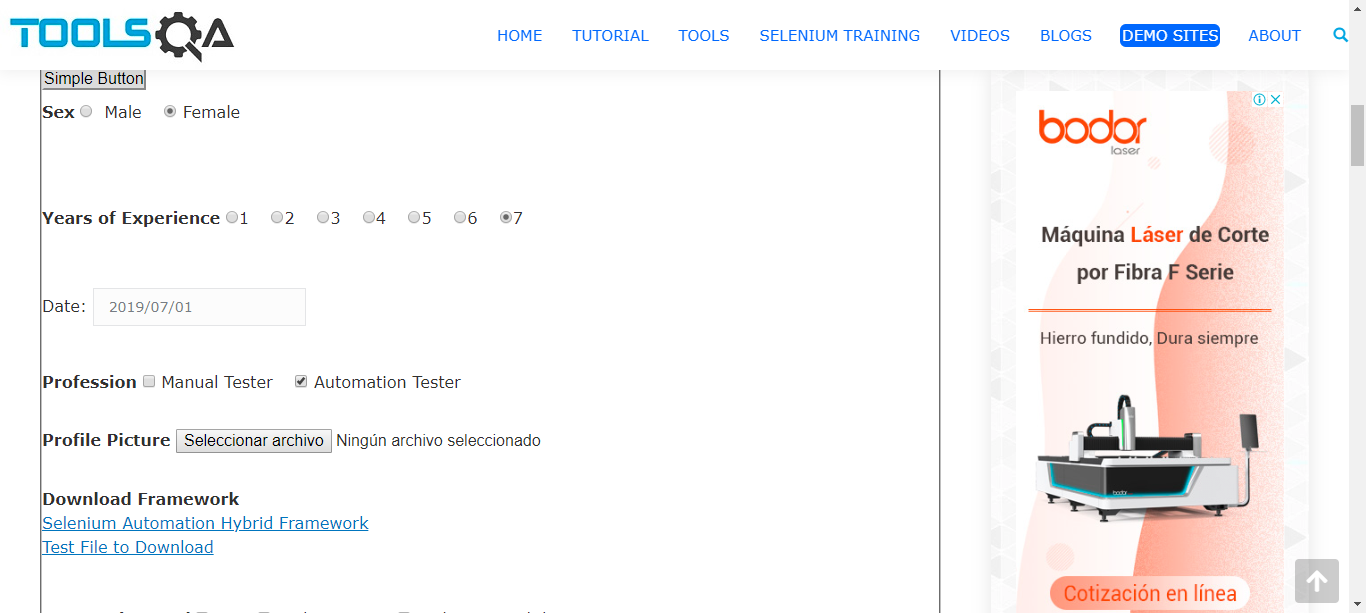 TOOLSQA
HOME TUTORIAL TOOLS SELENIUM TRAINING VIDEOS BLOGS DEMO SITES ABOUT
Simple Button
Sex Male Female
Years of Experience 1 2 3 4 5 6 7
Date: 2019/07/01
Profession Manual Tester Automation Tester
Profile Picture Seleccionar archivo Ningún archivo seleccionado
Download Framework
Selenium Automation Hybrid Framework
Test File to Download
bodor
laser
Máquina Láser de Corte
por Fibra F Serie
Hierro fundido, Dura siempre
bodor
Cotización en línea